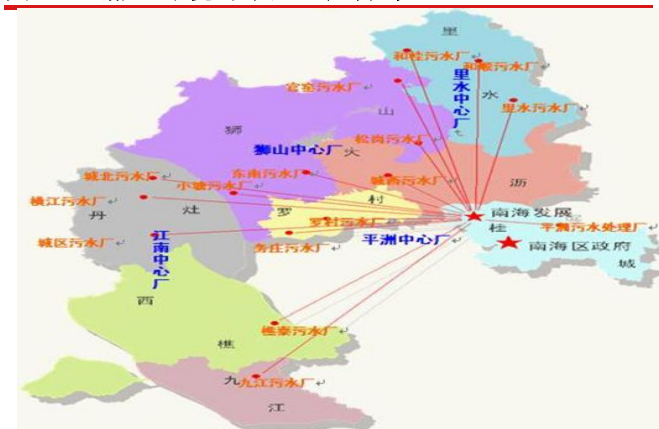 里
和桂污水厂
和顺污水厂
里水中心厂
官窑污水厂
水
里水污水厂
山
狮
松岗污水厂
狮山中心厂
大
沥
城北污水厂
东南污水厂
小塘污水厂
城西污水厂
横江污水厂
丹
灶
罗
村
罗村污水厂
南海发展
桂
平洲污水处理厂
城区污水厂
江南中心厂
务庄污水厂
平洲中心厂
南海区政府
城
西
樵泰污水厂
樵
九
九江污水厂
江